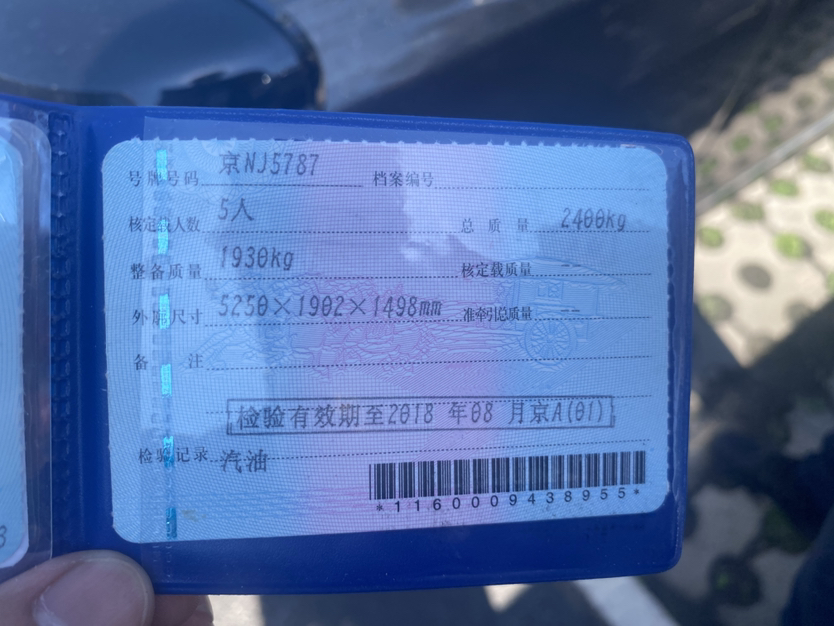 号牌号码 京NJ5787 档案编号
核定载人数 5人 总质量 2400kg
整备质量 1930kg 核定载质量 --
外廓尺寸 5250×1902×1498mm 准牵引总质量 --
备注
检验有效期至2018 年08 月京A(01)
检验记录 汽油
*1160009438955*
3